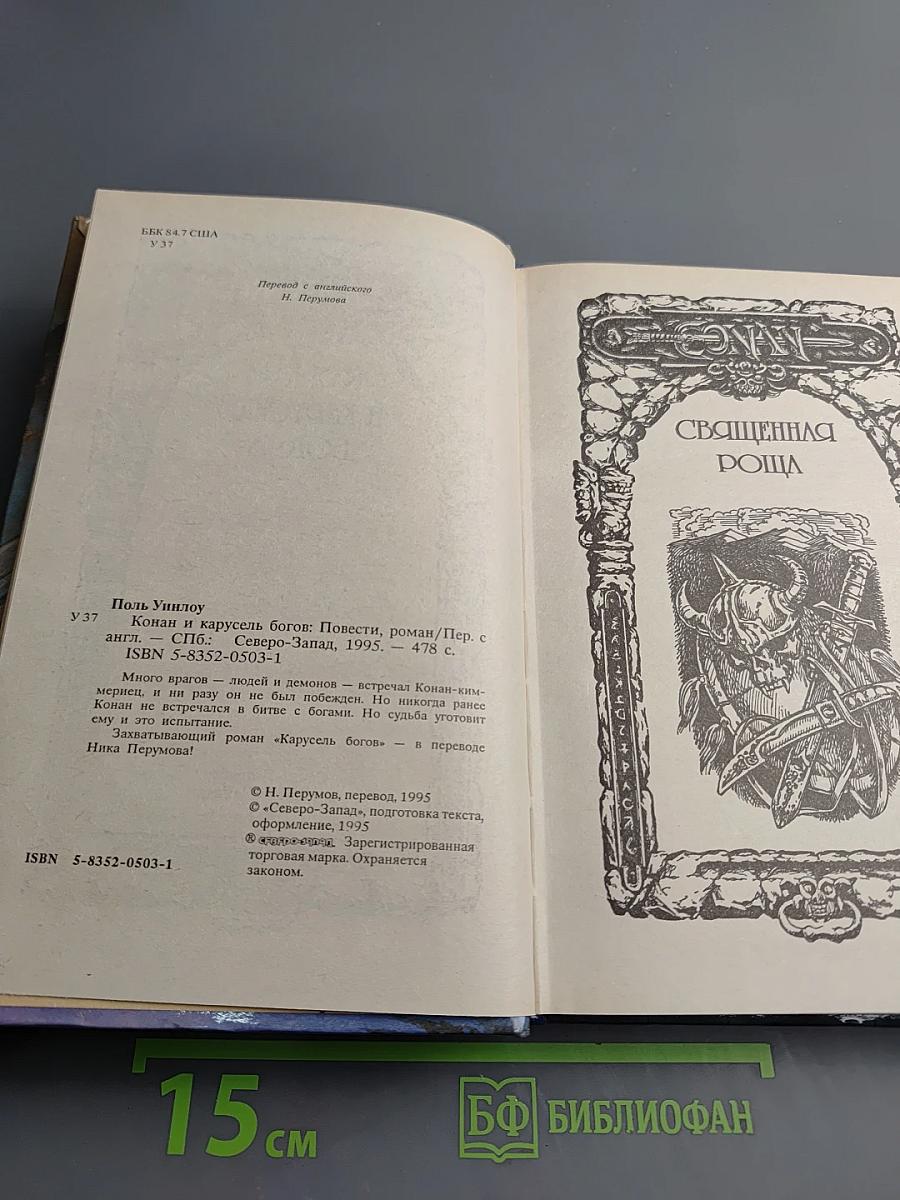 ББК 84.7 США
У 37
Перевод с английского
Н. Перумова
Поль Уинлоу
У 37
Конан и карусель богов: Повести, роман/Пер. с
англ. — СПб.: Северо-Запад, 1995. — 478 с.
ISBN 5-8352-0503-1
Много врагов — людей и демонов — встречал Конан-ким-
мериец, и ни разу он не был побежден. Но никогда ранее
Конан не встречался в битве с богами. Но судьба уготовит
ему и это испытание.
Захватывающий роман «Карусель богов» — в переводе
Ника Перумова!
© Н. Перумов, перевод, 1995
© «Северо-Запад», подготовка текста,
оформление, 1995
® северо-запад. Зарегистрированная
торговая марка. Охраняется
законом.
ISBN 5-8352-0503-1
CONAN
СВЯЩЕННАЯ
РОЩА
15 см
БФ БИБЛИОФАН